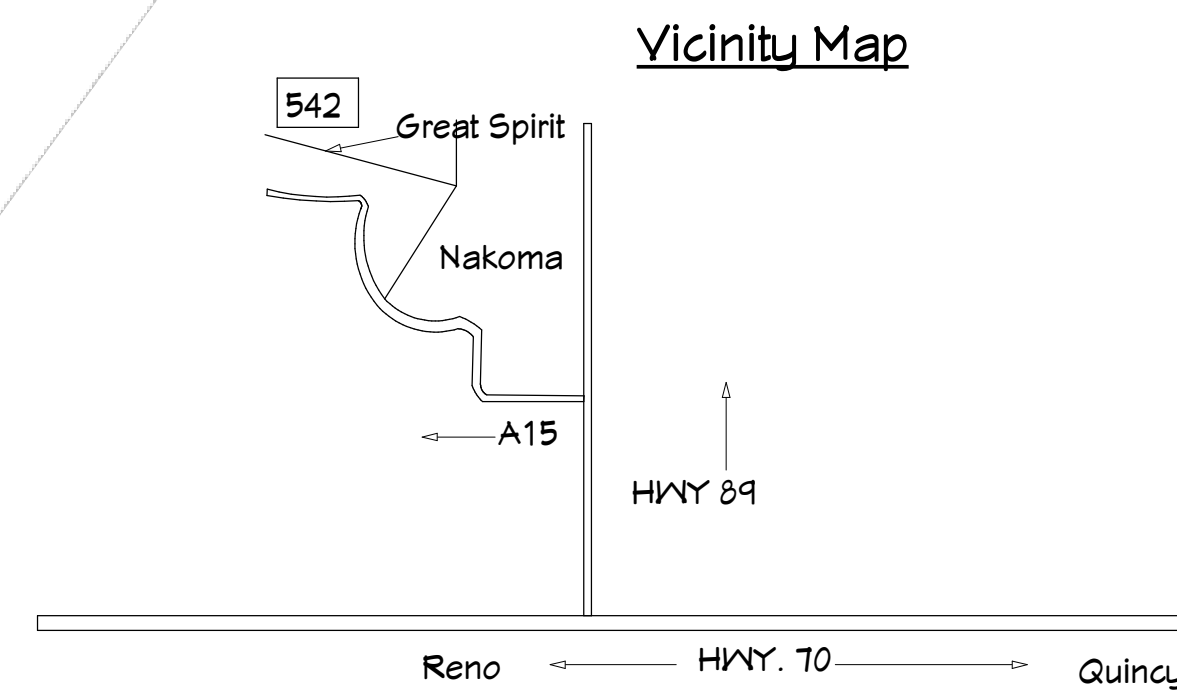 Vicinity Map
542
Great Spirit
Nakoma
A15
HWY 89
Reno
HWY. 70
Quincy